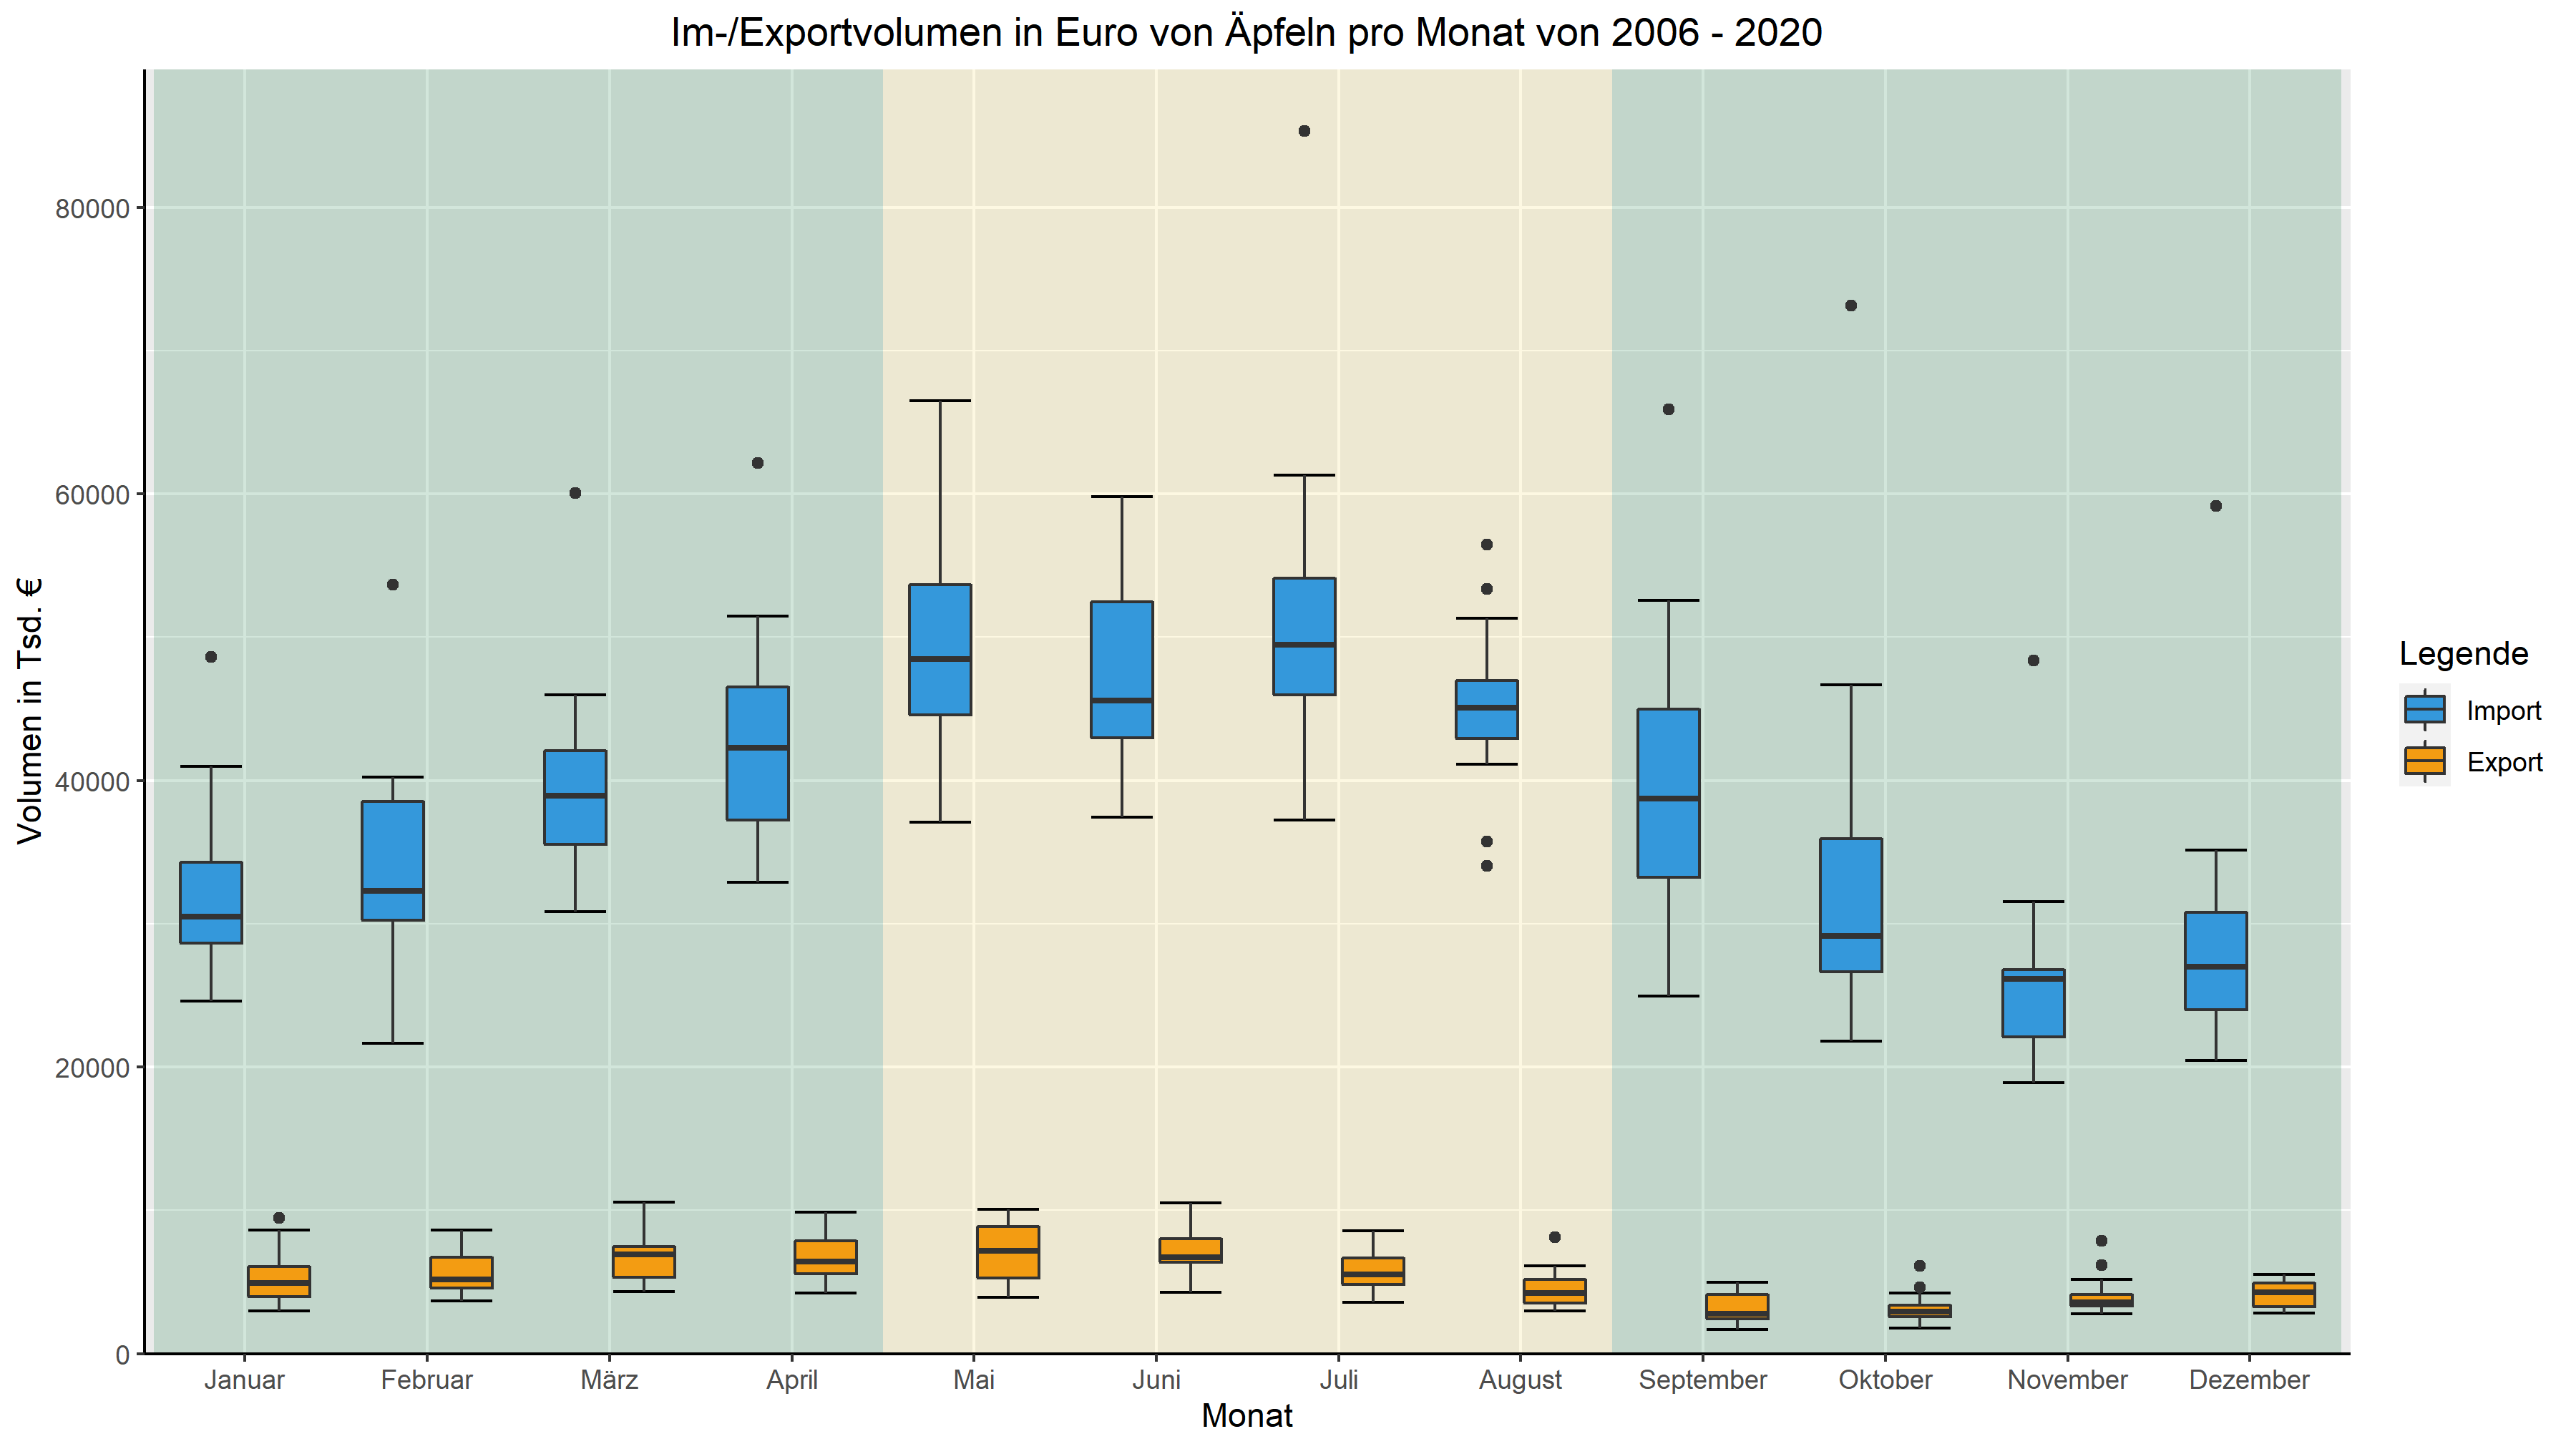 Im-/Exportvolumen in Euro von Äpfeln pro Monat von 2006 - 2020
Volumen in Tsd. €
80000
60000
40000
20000
0
Januar Februar März April Mai Juni Juli August September Oktober November Dezember
Monat
Legende
Import
Export